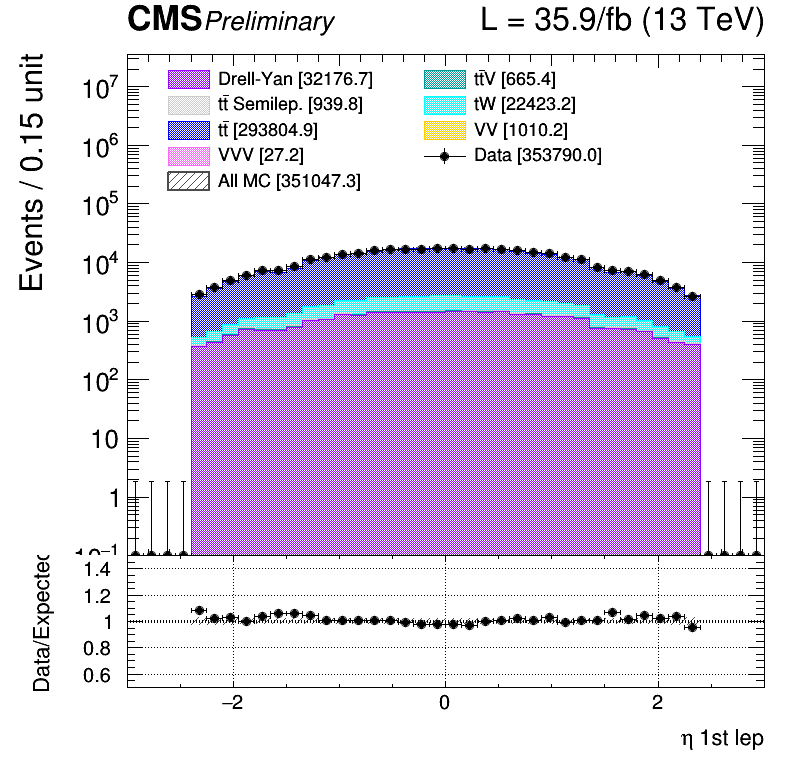 CMS Preliminary L = 35.9/fb (13 TeV)
Events / 0.15 unit
10⁷
10⁶
10⁵
10⁴
10³
10²
10
1
10⁻¹
Drell-Yan [32176.7]
tt̄ Semilep. [939.8]
tt̄ [293804.9]
VVV [27.2]
All MC [351047.3]
tt̄V [665.4]
tW [22423.2]
VV [1010.2]
Data [353790.0]
Data/Expected
1.4
1.2
1
0.8
0.6
−2 0 2
η 1st lep